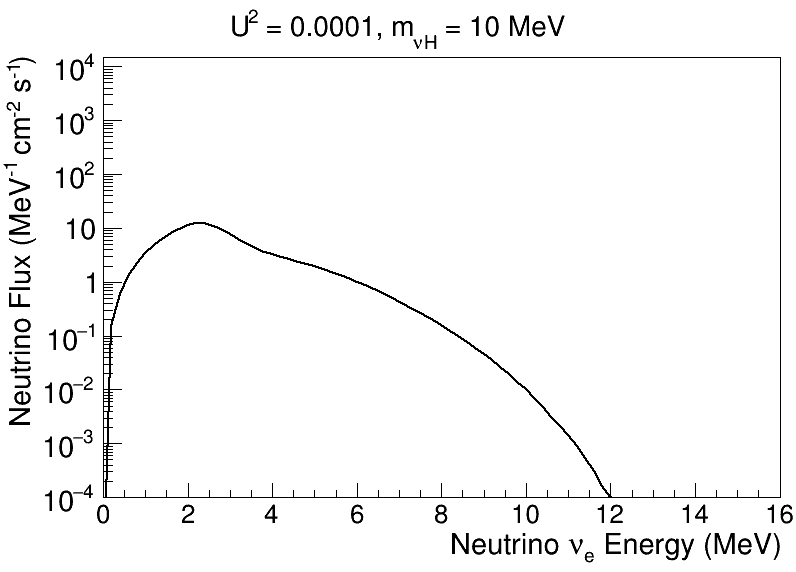 U² = 0.0001, m_νH = 10 MeV
Neutrino Flux (MeV⁻¹ cm⁻² s⁻¹)
10⁴
10³
10²
10
1
10⁻¹
10⁻²
10⁻³
10⁻⁴
0 2 4 6 8 10 12 14 16
Neutrino νₑ Energy (MeV)